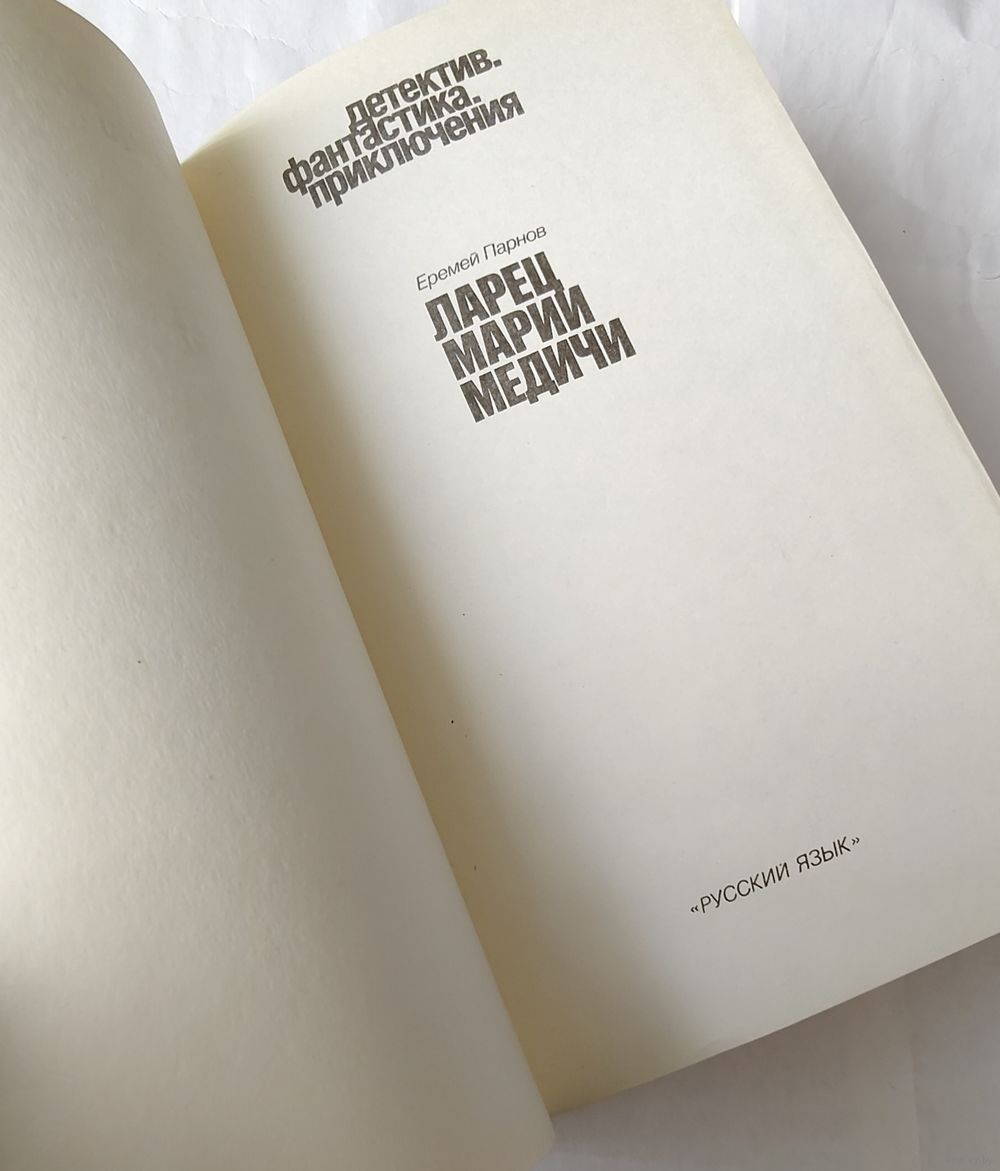 детектив.
фантастика.
приключения
Еремей Парнов
ЛАРЕЦ
МАРИИ
МЕДИЧИ
«РУССКИЙ ЯЗЫК»